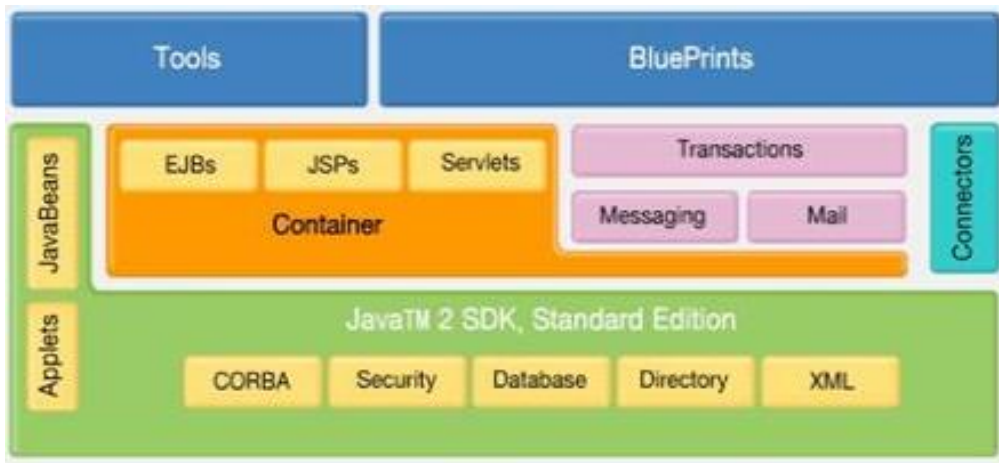 Tools
BluePrints
JavaBeans
EJBs
JSPs
Servlets
Container
Transactions
Messaging
Mail
Connectors
Applets
JavaTM 2 SDK, Standard Edition
CORBA
Security
Database
Directory
XML